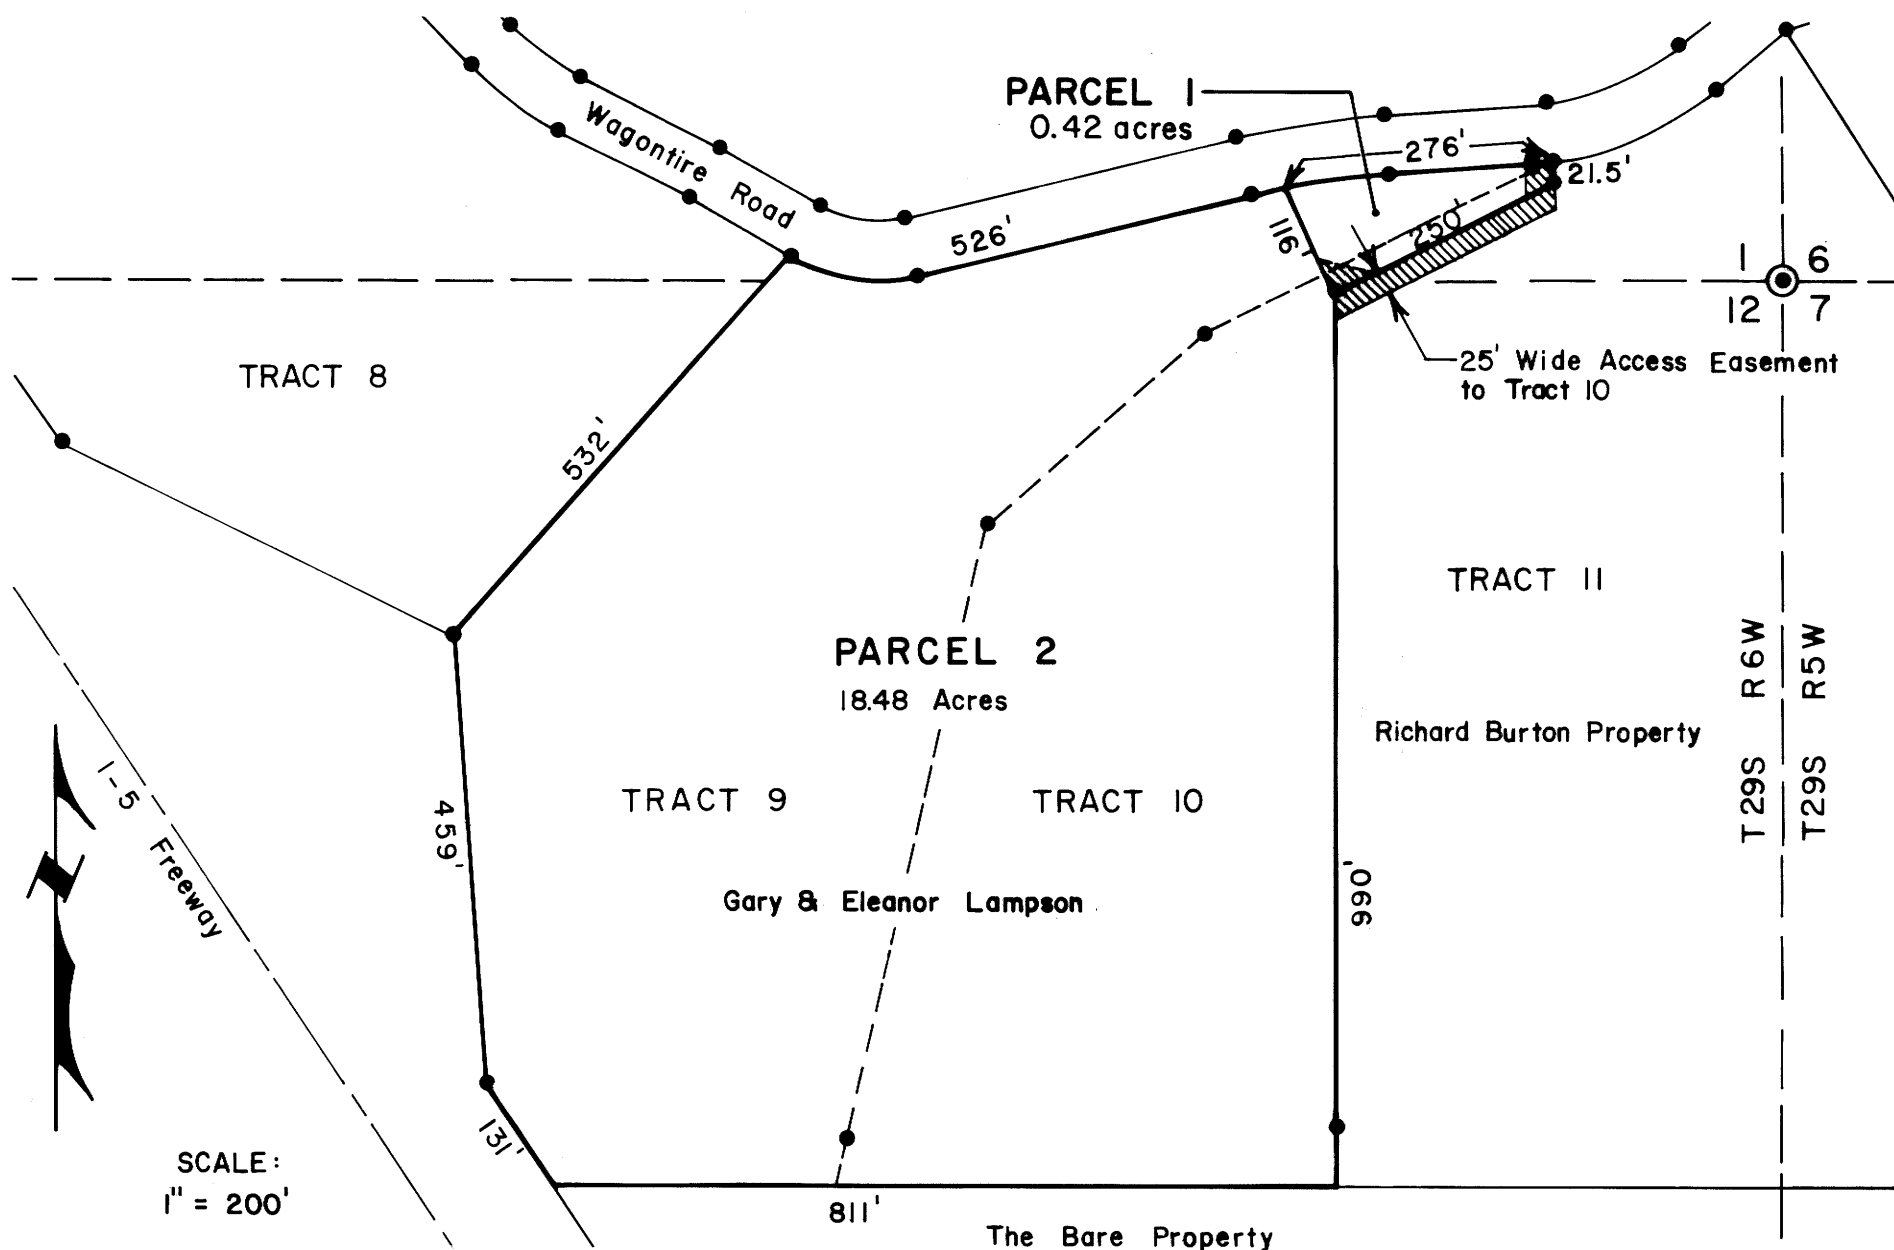 PARCEL 1
0.42 acres
Wagontire Road
276'
21.5'
526'
116'
250'
1 6
12 7
25' Wide Access Easement
to Tract 10
TRACT 8
532'
TRACT 11
PARCEL 2
18.48 Acres
R6W
R5W
Richard Burton Property
T29S
T29S
I-5 Freeway
459'
TRACT 9
TRACT 10
990'
Gary & Eleanor Lampson
N
131'
SCALE:
1" = 200'
811'
The Bare Property